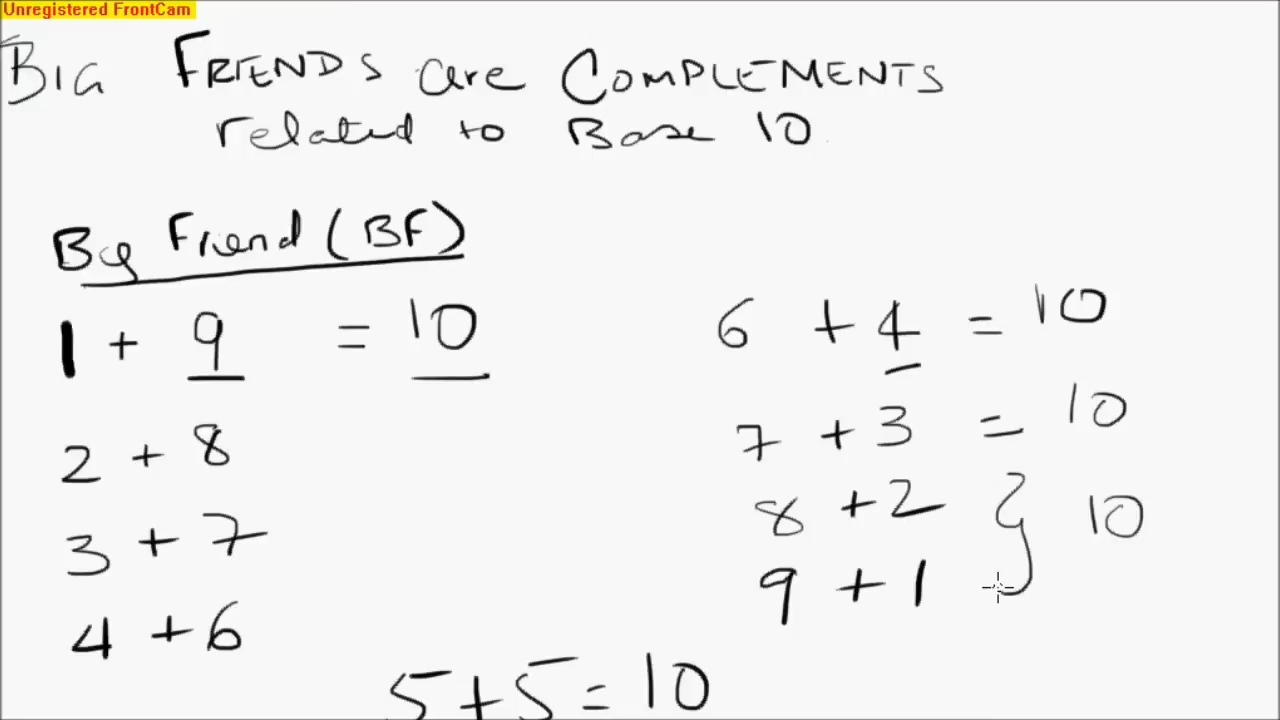 Unregistered FrontCam
BIG FRIENDS are COMPLEMENTS
related to Base 10
Big Friend (BF)
1 + 9 = 10
2 + 8
3 + 7
4 + 6
6 + 4 = 10
7 + 3 = 10
8 + 2 } 10
9 + 1
5 + 5 = 10